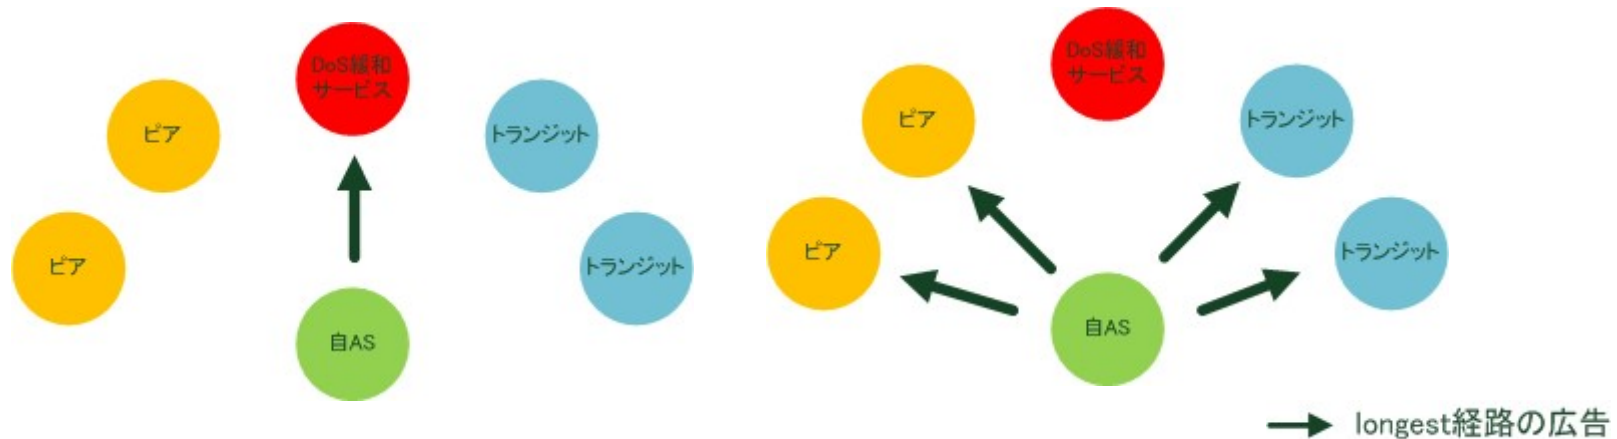 DoS緩和
サービス
ピア
トランジット
ピア
トランジット
自AS
DoS緩和
サービス
ピア
トランジット
ピア
トランジット
自AS
longest経路の広告